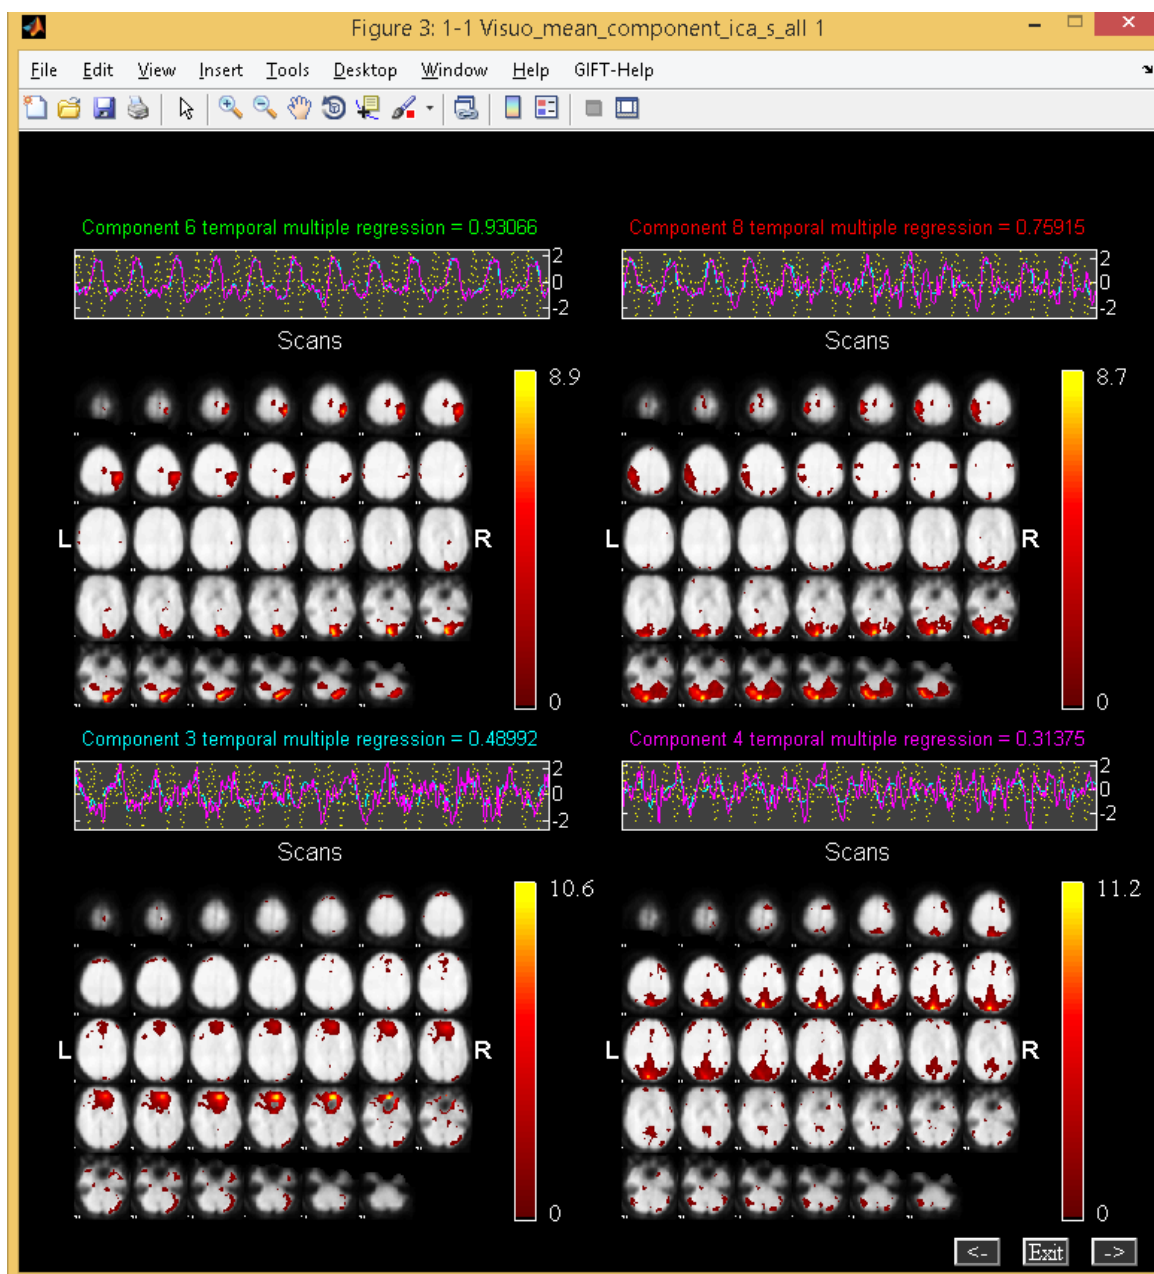 Figure 3: 1-1 Visuo_mean_component_ica_s_all 1
File Edit View Insert Tools Desktop Window Help GIFT-Help
Component 6 temporal multiple regression = 0.93066
2
0
-2
Scans
8.9
L
R
0
Component 8 temporal multiple regression = 0.75915
2
0
-2
Scans
8.7
L
R
0
Component 3 temporal multiple regression = 0.48992
2
0
-2
Scans
10.6
L
R
0
Component 4 temporal multiple regression = 0.31375
2
0
-2
Scans
11.2
L
R
0
<- Exit ->